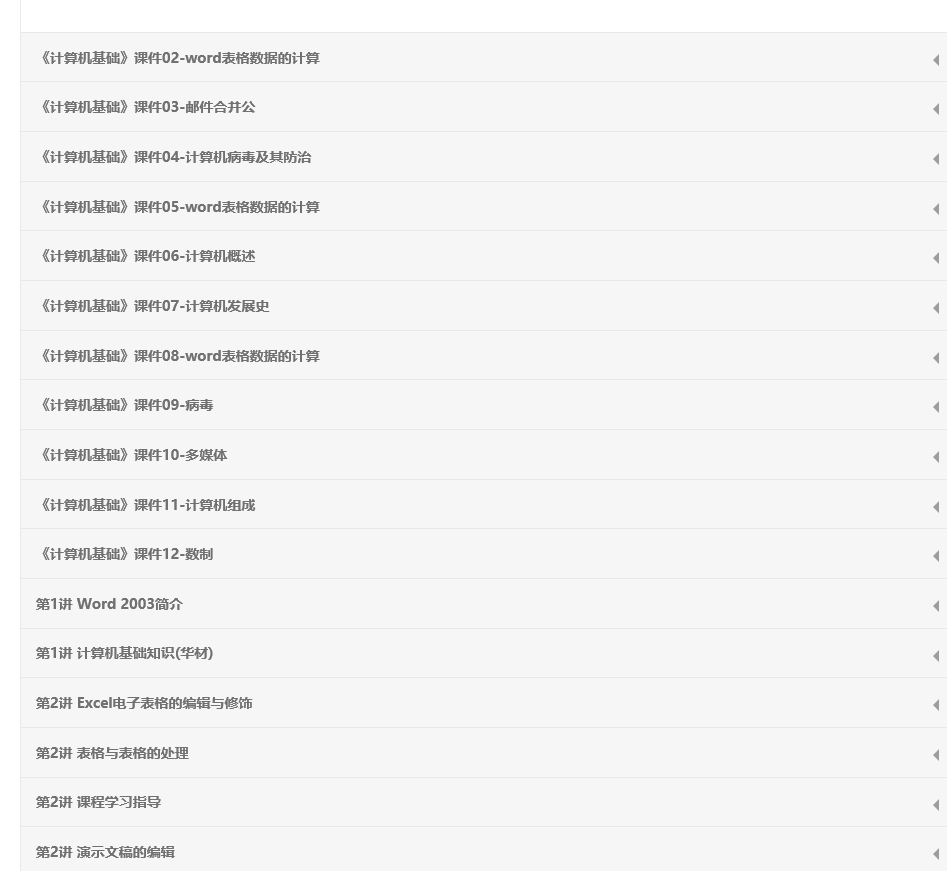 《计算机基础》课件02-word表格数据的计算
《计算机基础》课件03-邮件合并公
《计算机基础》课件04-计算机病毒及其防治
《计算机基础》课件05-word表格数据的计算
《计算机基础》课件06-计算机概述
《计算机基础》课件07-计算机发展史
《计算机基础》课件08-word表格数据的计算
《计算机基础》课件09-病毒
《计算机基础》课件10-多媒体
《计算机基础》课件11-计算机组成
《计算机基础》课件12-数制
第1讲 Word 2003简介
第1讲 计算机基础知识(华材)
第2讲 Excel电子表格的编辑与修饰
第2讲 表格与表格的处理
第2讲 课程学习指导
第2讲 演示文稿的编辑